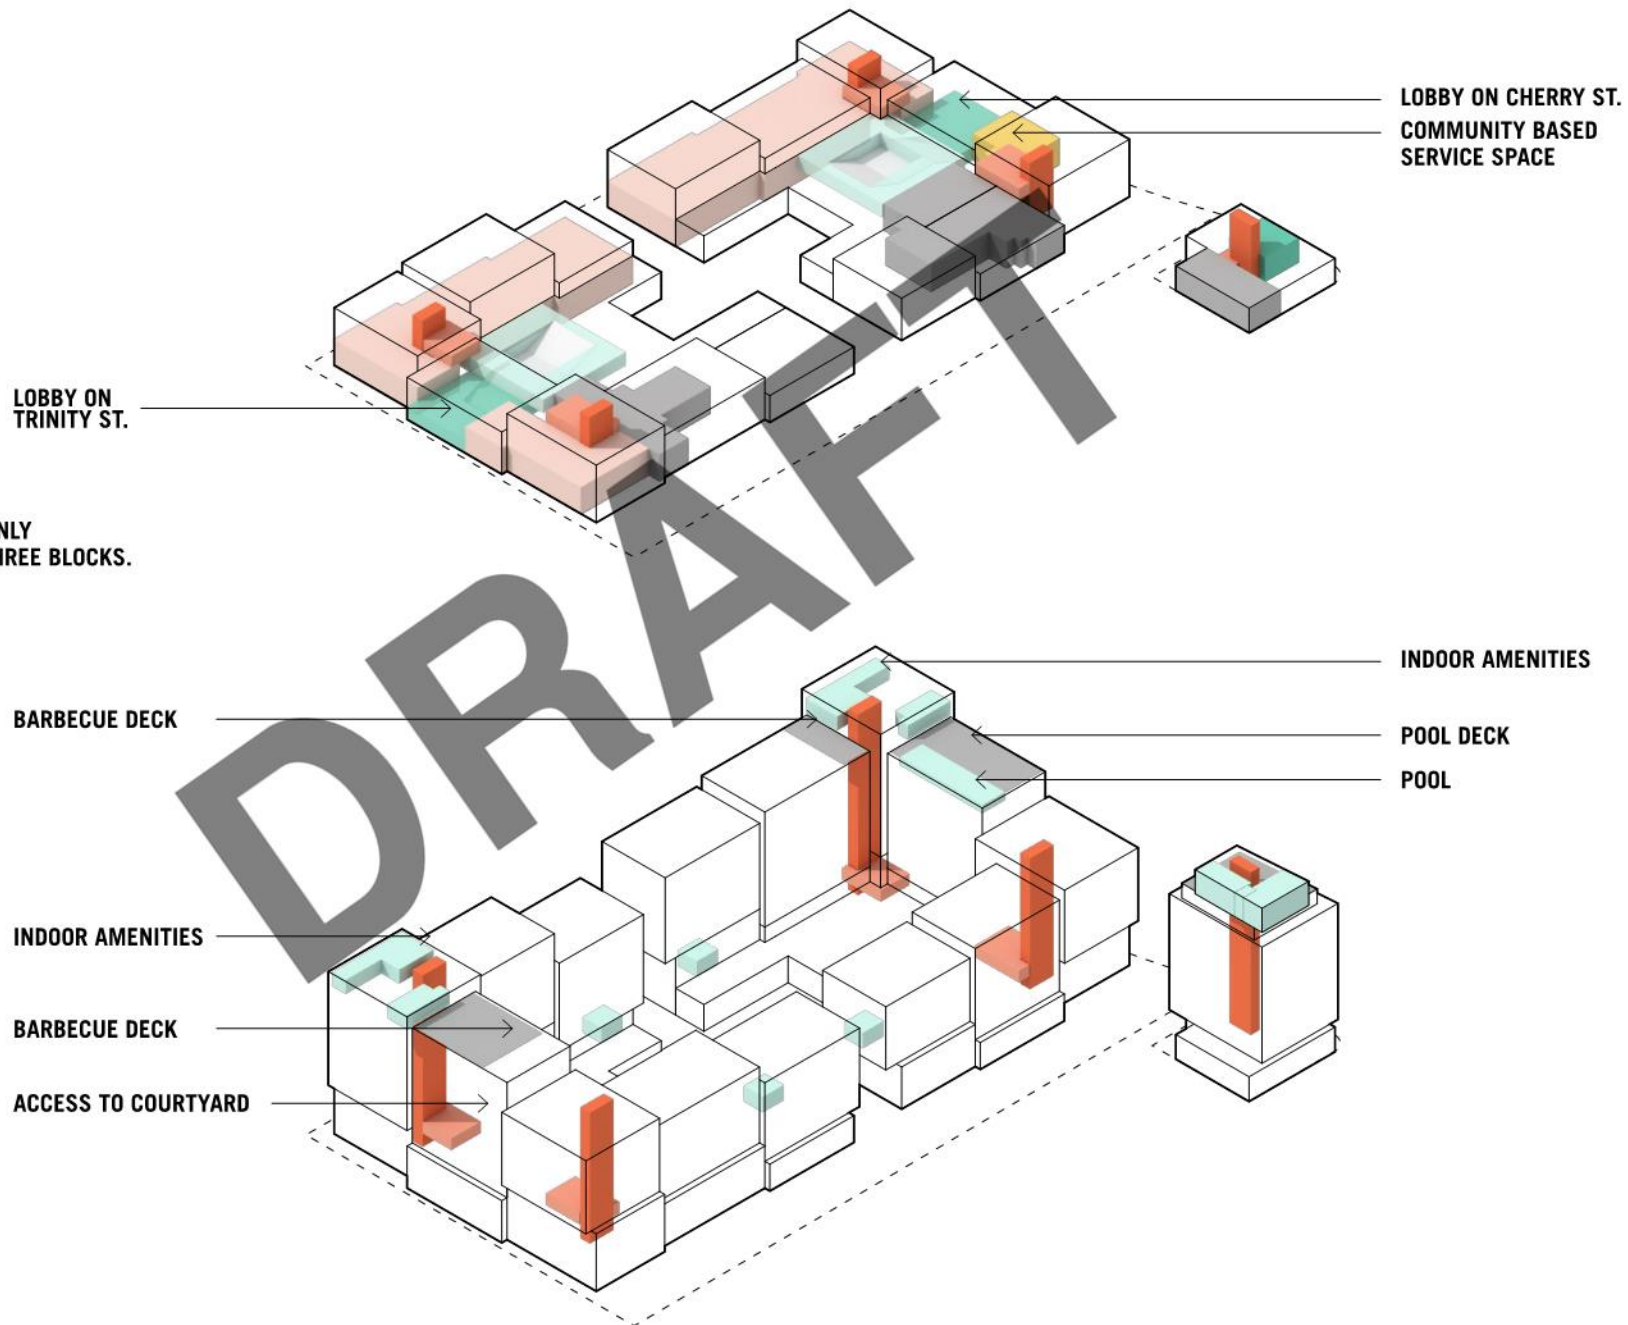 LOBBY ON CHERRY ST.
COMMUNITY BASED
SERVICE SPACE
LOBBY ON
TRINITY ST.
NLY
IREE BLOCKS.
DRAFT
INDOOR AMENITIES
BARBECUE DECK
POOL DECK
POOL
INDOOR AMENITIES
BARBECUE DECK
ACCESS TO COURTYARD